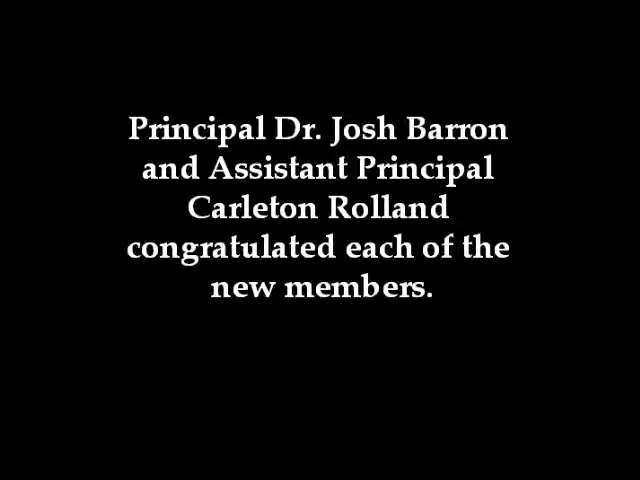 Principal Dr. Josh Barron
and Assistant Principal
Carleton Rolland
congratulated each of the
new members.